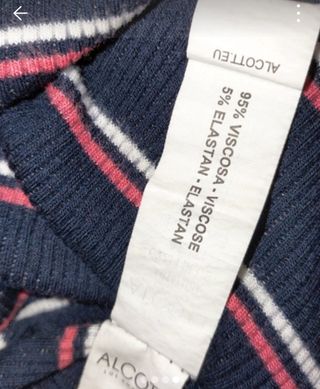 ALCOTT.EU
95% VISCOSA - VISCOSE
5% ELASTAN - ELASTAN
ALCO